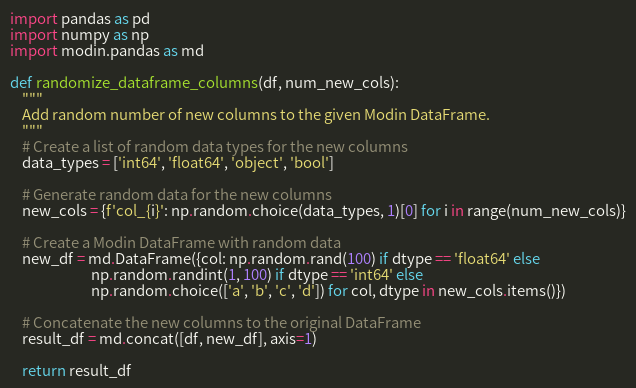 import pandas as pd
import numpy as np
import modin.pandas as md

def randomize_dataframe_columns(df, num_new_cols):
    """
    Add random number of new columns to the given Modin DataFrame.
    """
    # Create a list of random data types for the new columns
    data_types = ['int64', 'float64', 'object', 'bool']

    # Generate random data for the new columns
    new_cols = {f'col_{i}': np.random.choice(data_types, 1)[0] for i in range(num_new_cols)}

    # Create a Modin DataFrame with random data
    new_df = md.DataFrame({col: np.random.rand(100) if dtype == 'float64' else
                           np.random.randint(1, 100) if dtype == 'int64' else
                           np.random.choice(['a', 'b', 'c', 'd']) for col, dtype in new_cols.items()})

    # Concatenate the new columns to the original DataFrame
    result_df = md.concat([df, new_df], axis=1)

    return result_df